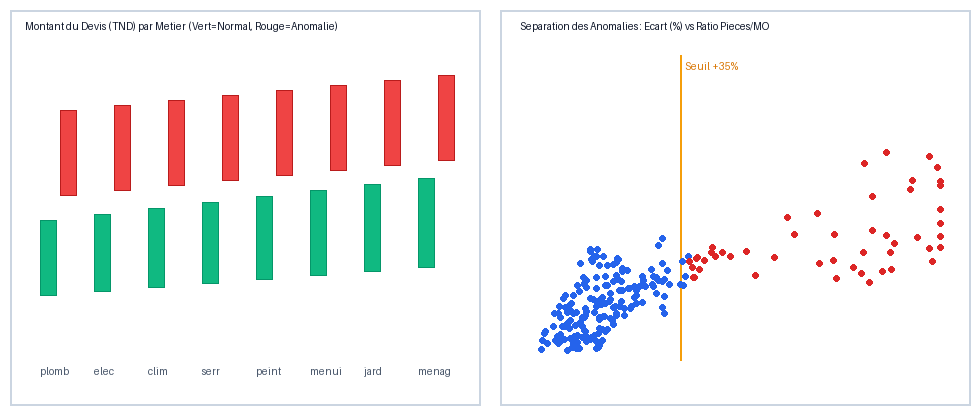 Montant du Devis (TND) par Metier (Vert=Normal, Rouge=Anomalie)
plomb elec clim serr peint menui jard menag
Separation des Anomalies: Ecart (%) vs Ratio Pieces/MO
Seuil +35%